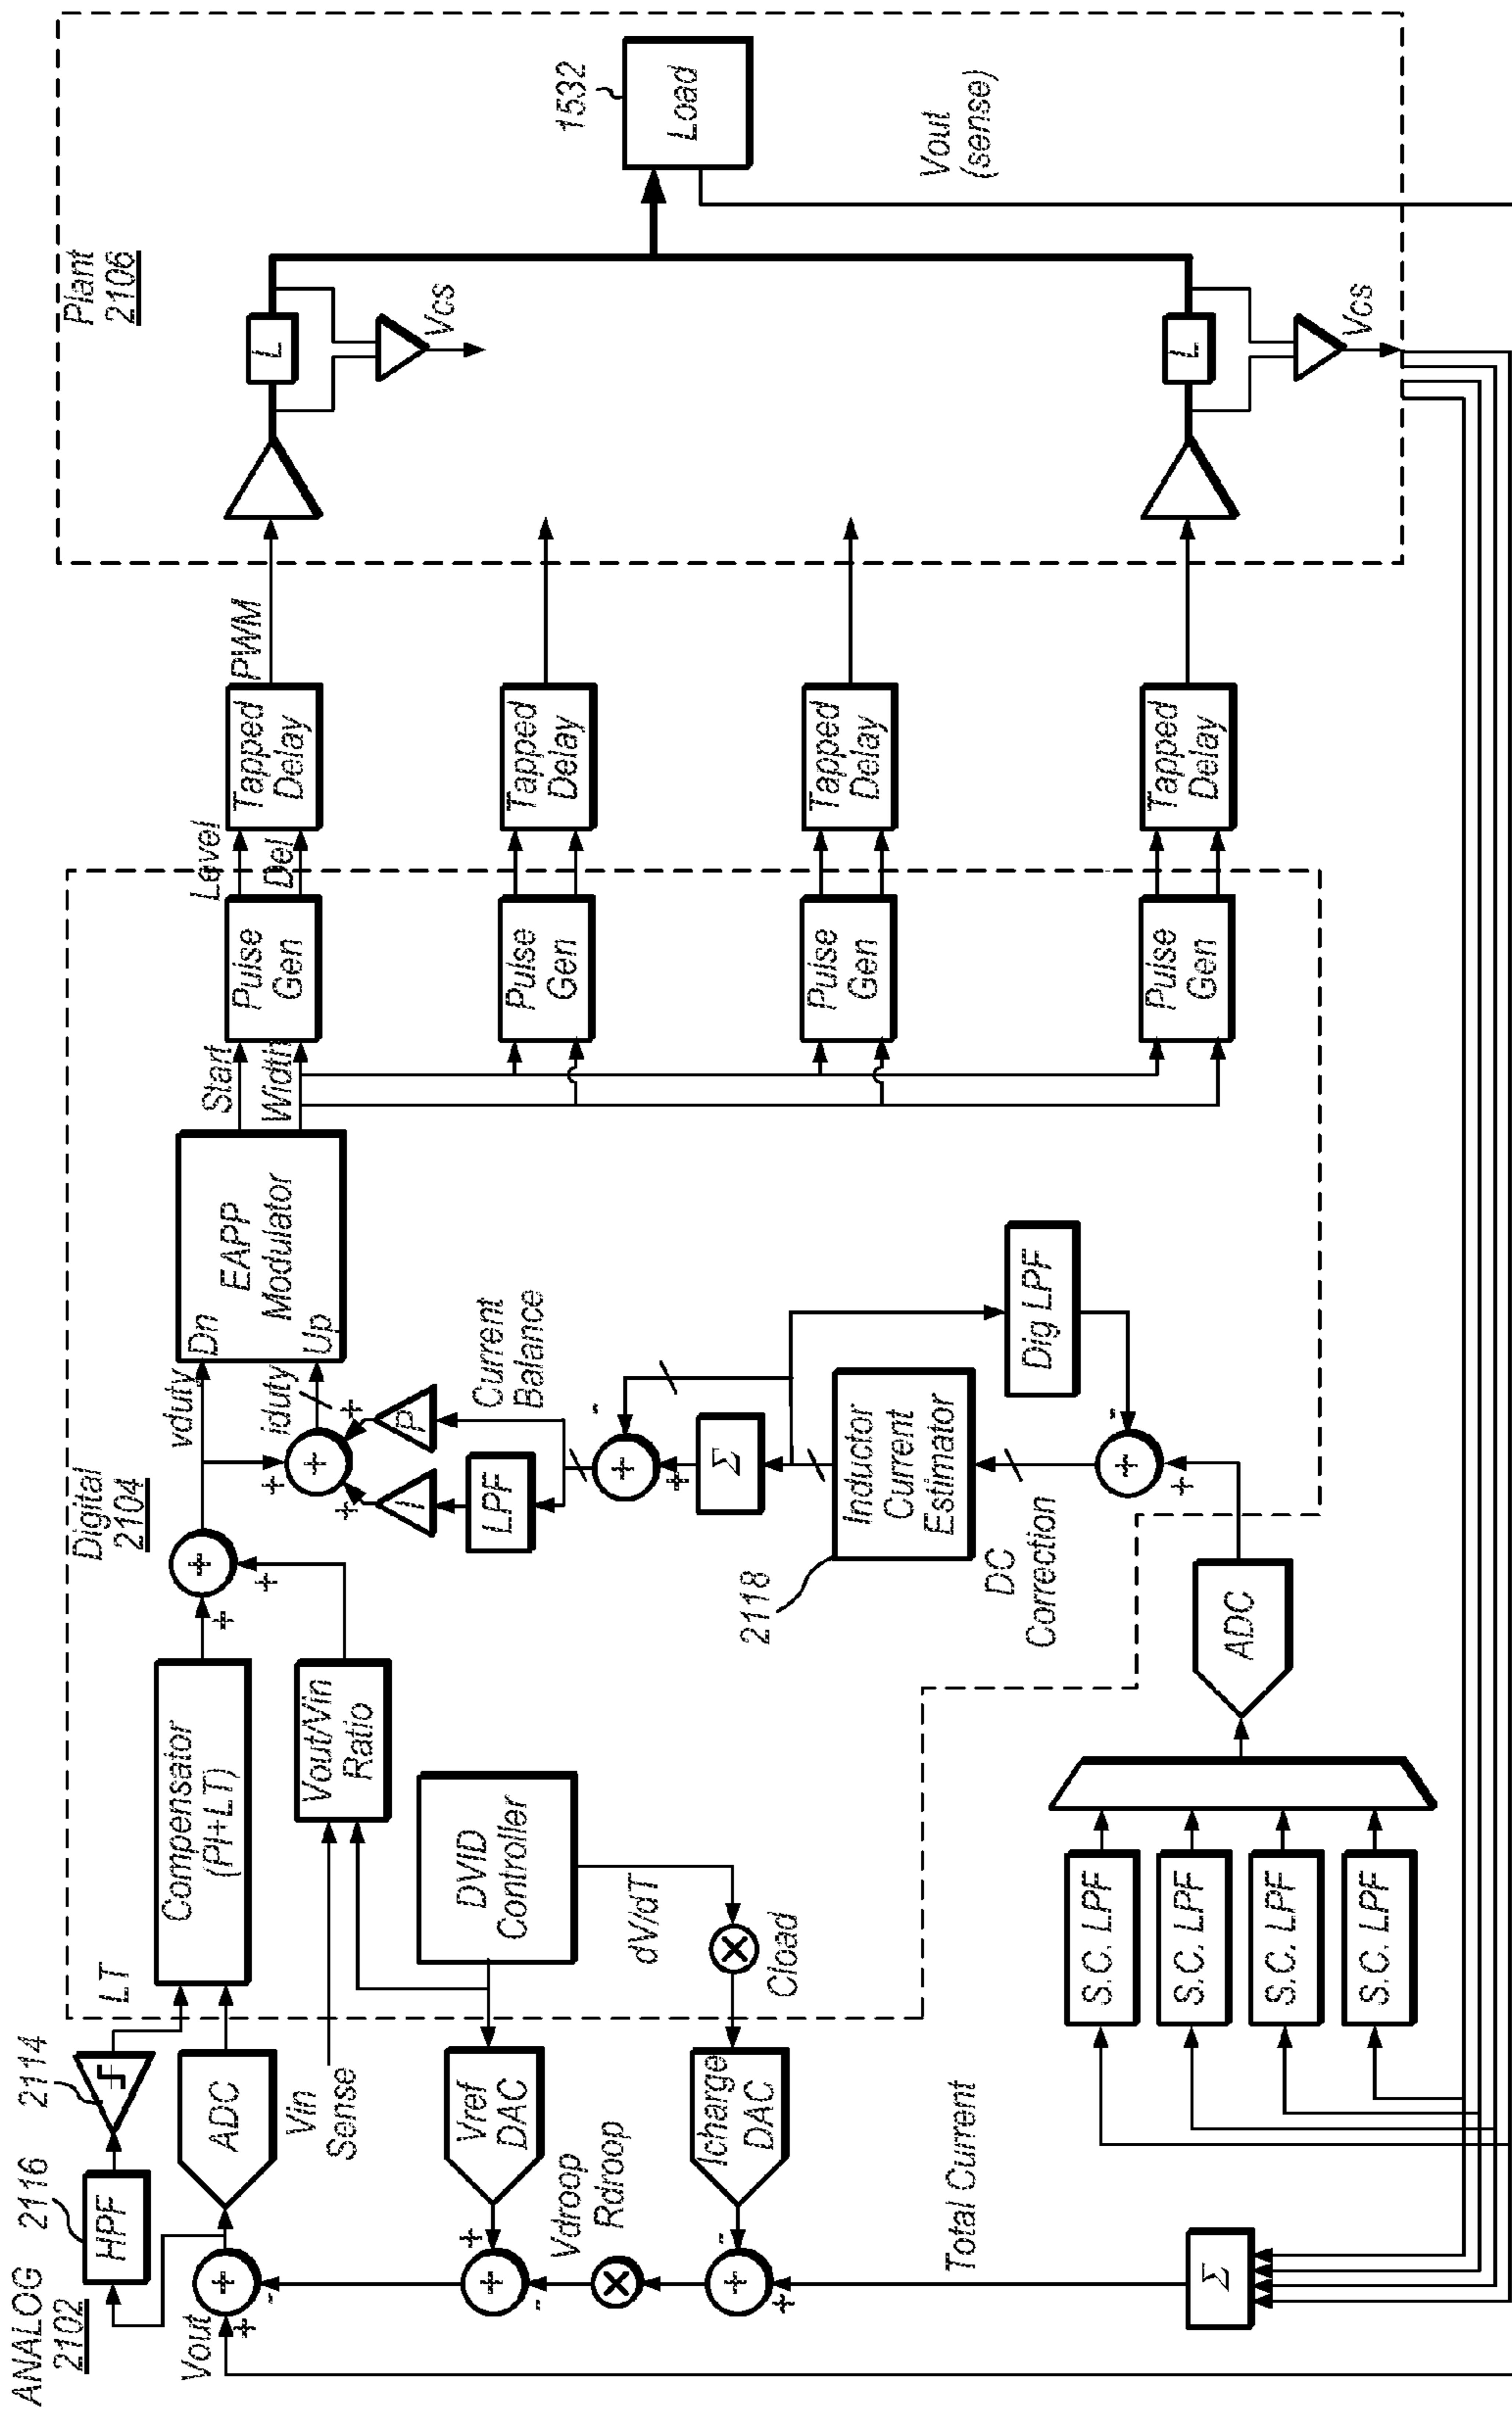 ANALOG
2102
2116
2114
HPF
LT
Vout
+
-
+
ADC
Compensator
(PI+LT)
+
+
+
Digital
2104
vduty
Dn
EAPP
Modulator
Up
Start
Width
Pulse
Gen
Level
Del
Tapped
Delay
PWM
Plant
2106
L
Vcs
Vin
Sense
Vout/Vin
Ratio
iduty
+
+
+
+
I
P
LPF
Current
Balance
Vref
DAC
+
-
+
DVID
Controller
Vdroop
Rdroop
dV/dT
Cload
Icharge
DAC
-
+
+
-
+
+
Σ
Inductor
Current
Estimator
2118
Dig LPF
DC
Correction
-
+
+
Pulse
Gen
Tapped
Delay
Pulse
Gen
Tapped
Delay
Pulse
Gen
Tapped
Delay
1532
Load
Vout
(sense)
L
Vcs
Total Current
Σ
S.C. LPF
S.C. LPF
S.C. LPF
S.C. LPF
ADC